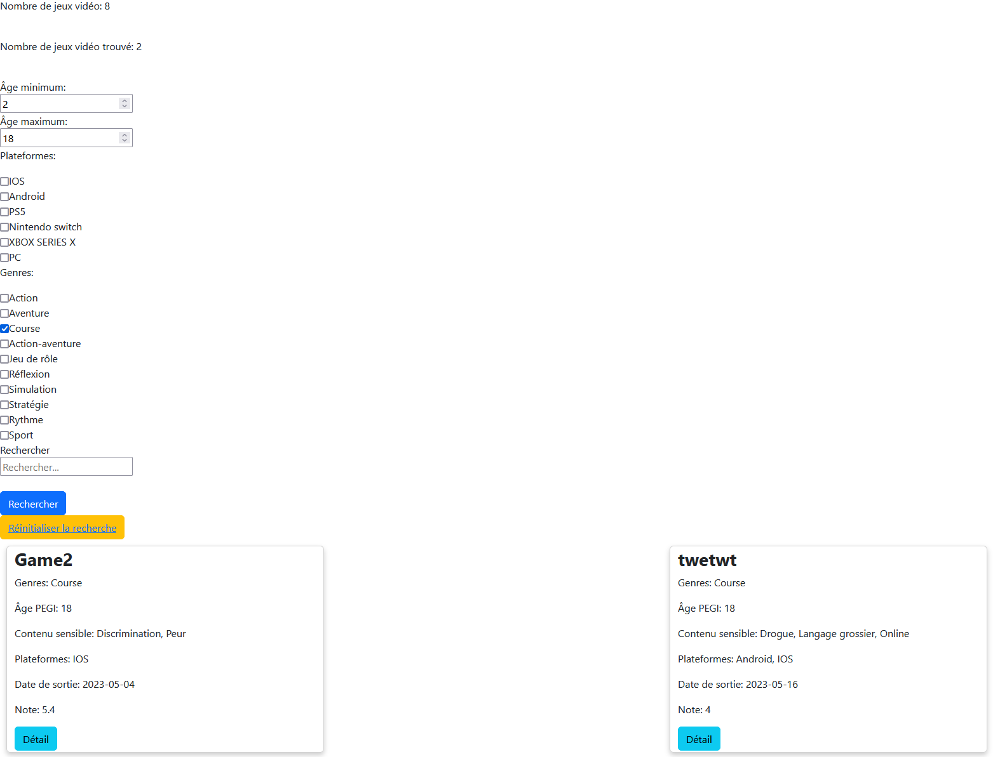 Nombre de jeux vidéo: 8
Nombre de jeux vidéo trouvé: 2
Âge minimum:
2
Âge maximum:
18
Plateformes:
IOS
Android
PS5
Nintendo switch
XBOX SERIES X
PC
Genres:
Action
Aventure
Course
Action-aventure
Jeu de rôle
Réflexion
Simulation
Stratégie
Rythme
Sport
Rechercher
Rechercher...
Rechercher
Réinitialiser la recherche
Game2
Genres: Course
Âge PEGI: 18
Contenu sensible: Discrimination, Peur
Plateformes: IOS
Date de sortie: 2023-05-04
Note: 5.4
Détail
twetwt
Genres: Course
Âge PEGI: 18
Contenu sensible: Drogue, Langage grossier, Online
Plateformes: Android, IOS
Date de sortie: 2023-05-16
Note: 4
Détail